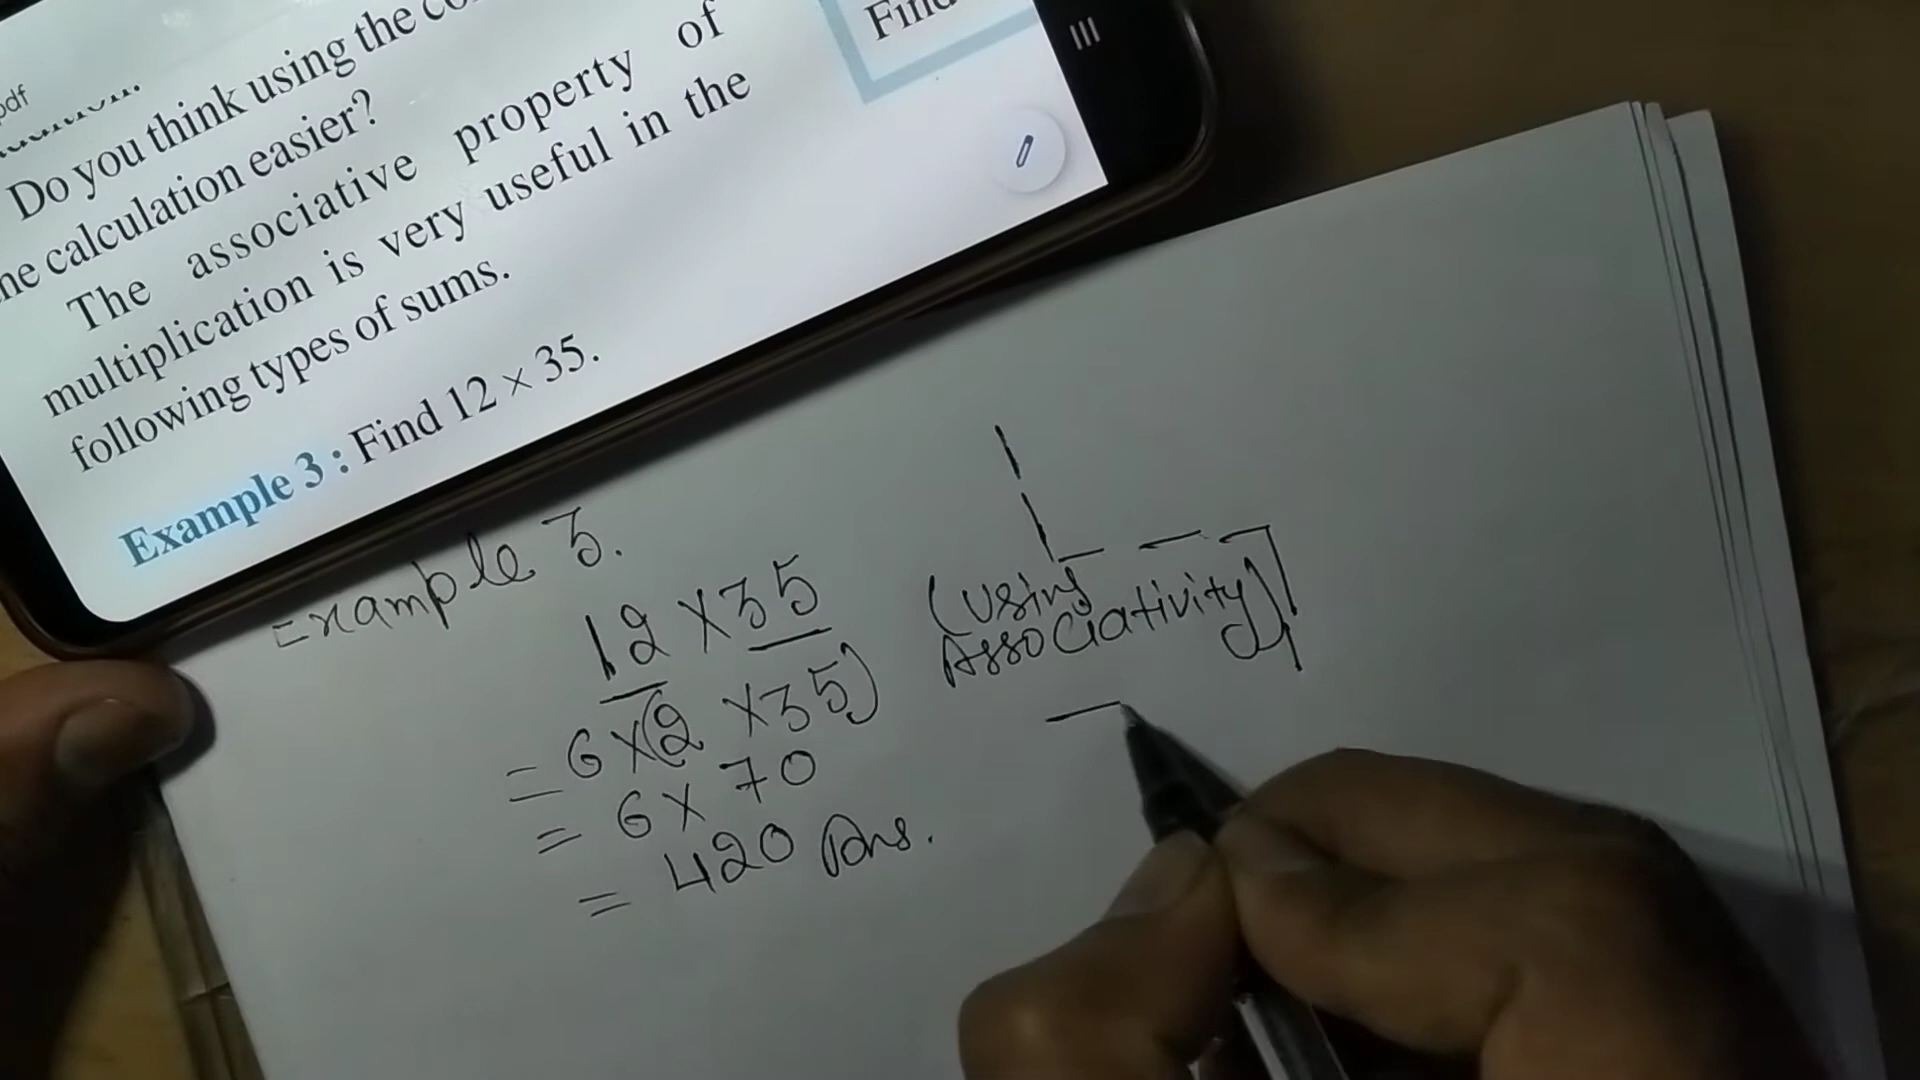 pdf
Do you think using the
calculation easier?
The associative property of
multiplication is very useful in the
following types of sums.
Example 3 : Find 12 × 35.
Find
Example 3.
12 × 35
= 6 × (2 × 35)
(Using
Associativity)
= 6 × 70
= 420 Ans.